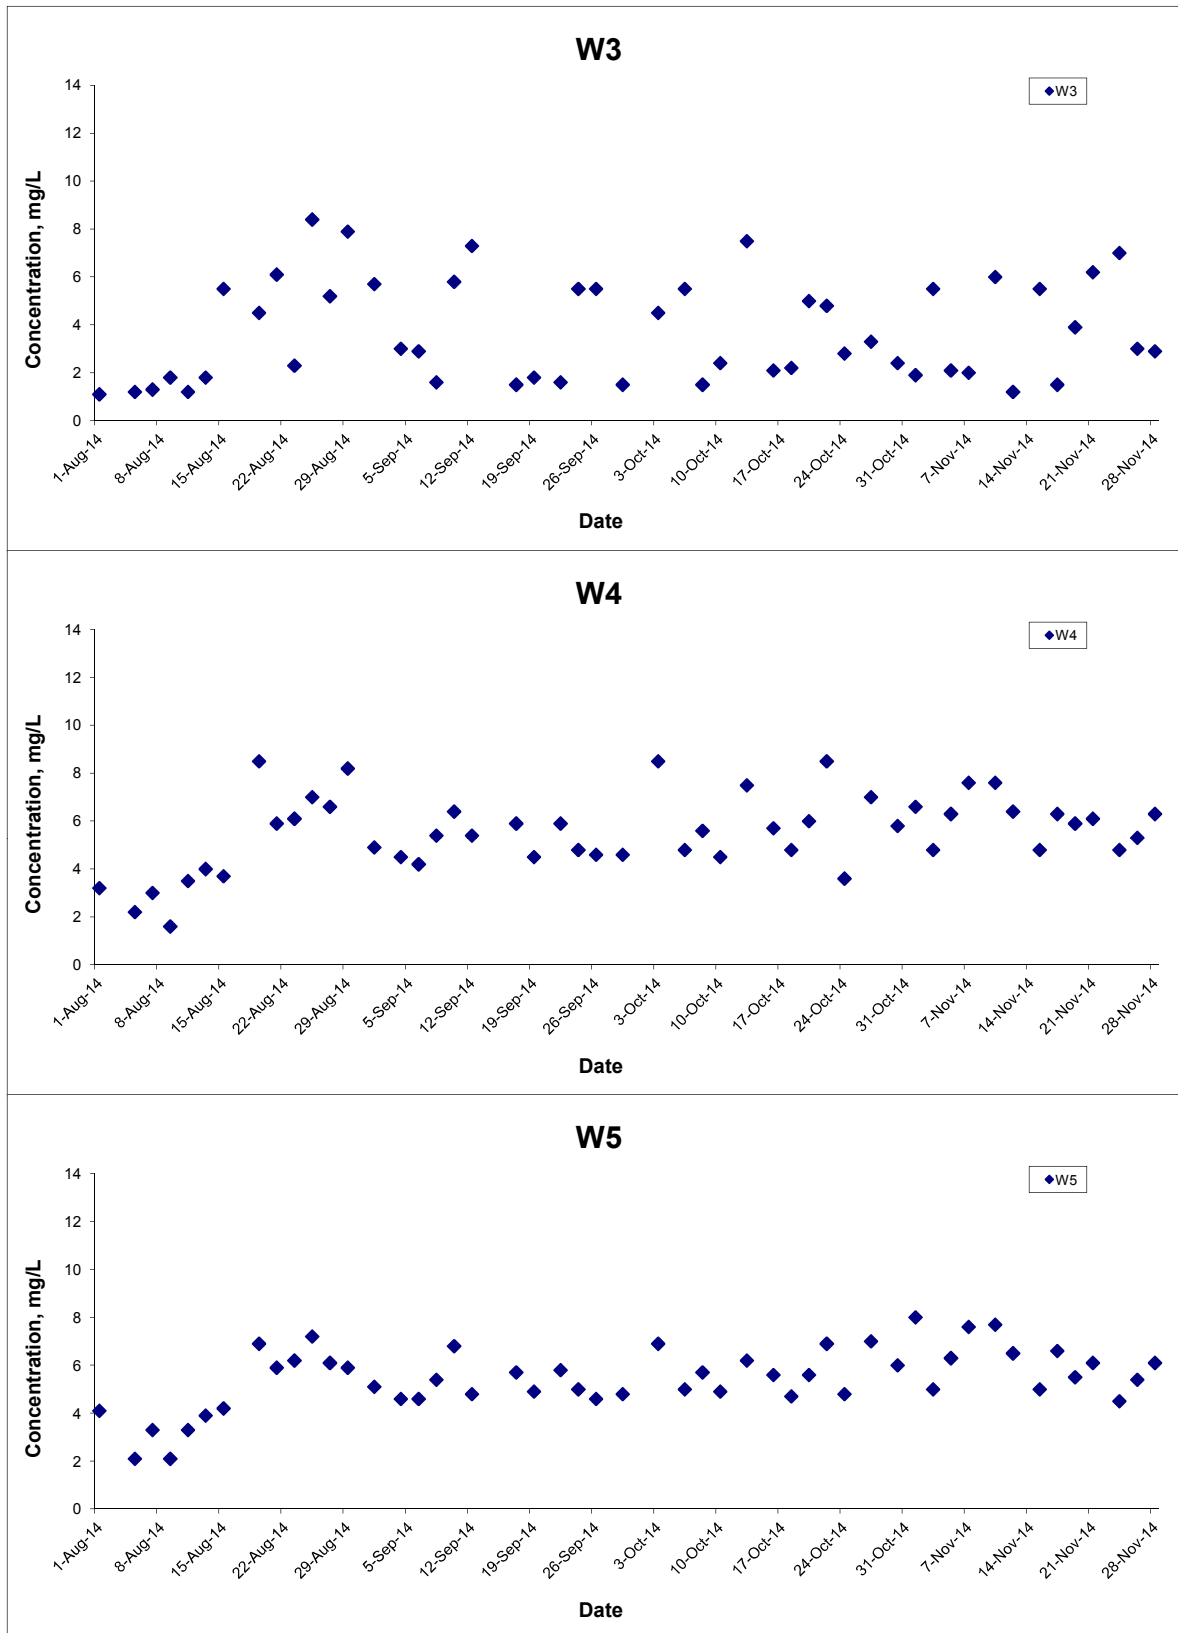 W3
W3
14
12
10
8
6
4
2
0
Concentration, mg/L
1-Aug-14 8-Aug-14 15-Aug-14 22-Aug-14 29-Aug-14 5-Sep-14 12-Sep-14 19-Sep-14 26-Sep-14 3-Oct-14 10-Oct-14 17-Oct-14 24-Oct-14 31-Oct-14 7-Nov-14 14-Nov-14 21-Nov-14 28-Nov-14
Date
W4
W4
14
12
10
8
6
4
2
0
Concentration, mg/L
1-Aug-14 8-Aug-14 15-Aug-14 22-Aug-14 29-Aug-14 5-Sep-14 12-Sep-14 19-Sep-14 26-Sep-14 3-Oct-14 10-Oct-14 17-Oct-14 24-Oct-14 31-Oct-14 7-Nov-14 14-Nov-14 21-Nov-14 28-Nov-14
Date
W5
W5
14
12
10
8
6
4
2
0
Concentration, mg/L
1-Aug-14 8-Aug-14 15-Aug-14 22-Aug-14 29-Aug-14 5-Sep-14 12-Sep-14 19-Sep-14 26-Sep-14 3-Oct-14 10-Oct-14 17-Oct-14 24-Oct-14 31-Oct-14 7-Nov-14 14-Nov-14 21-Nov-14 28-Nov-14
Date